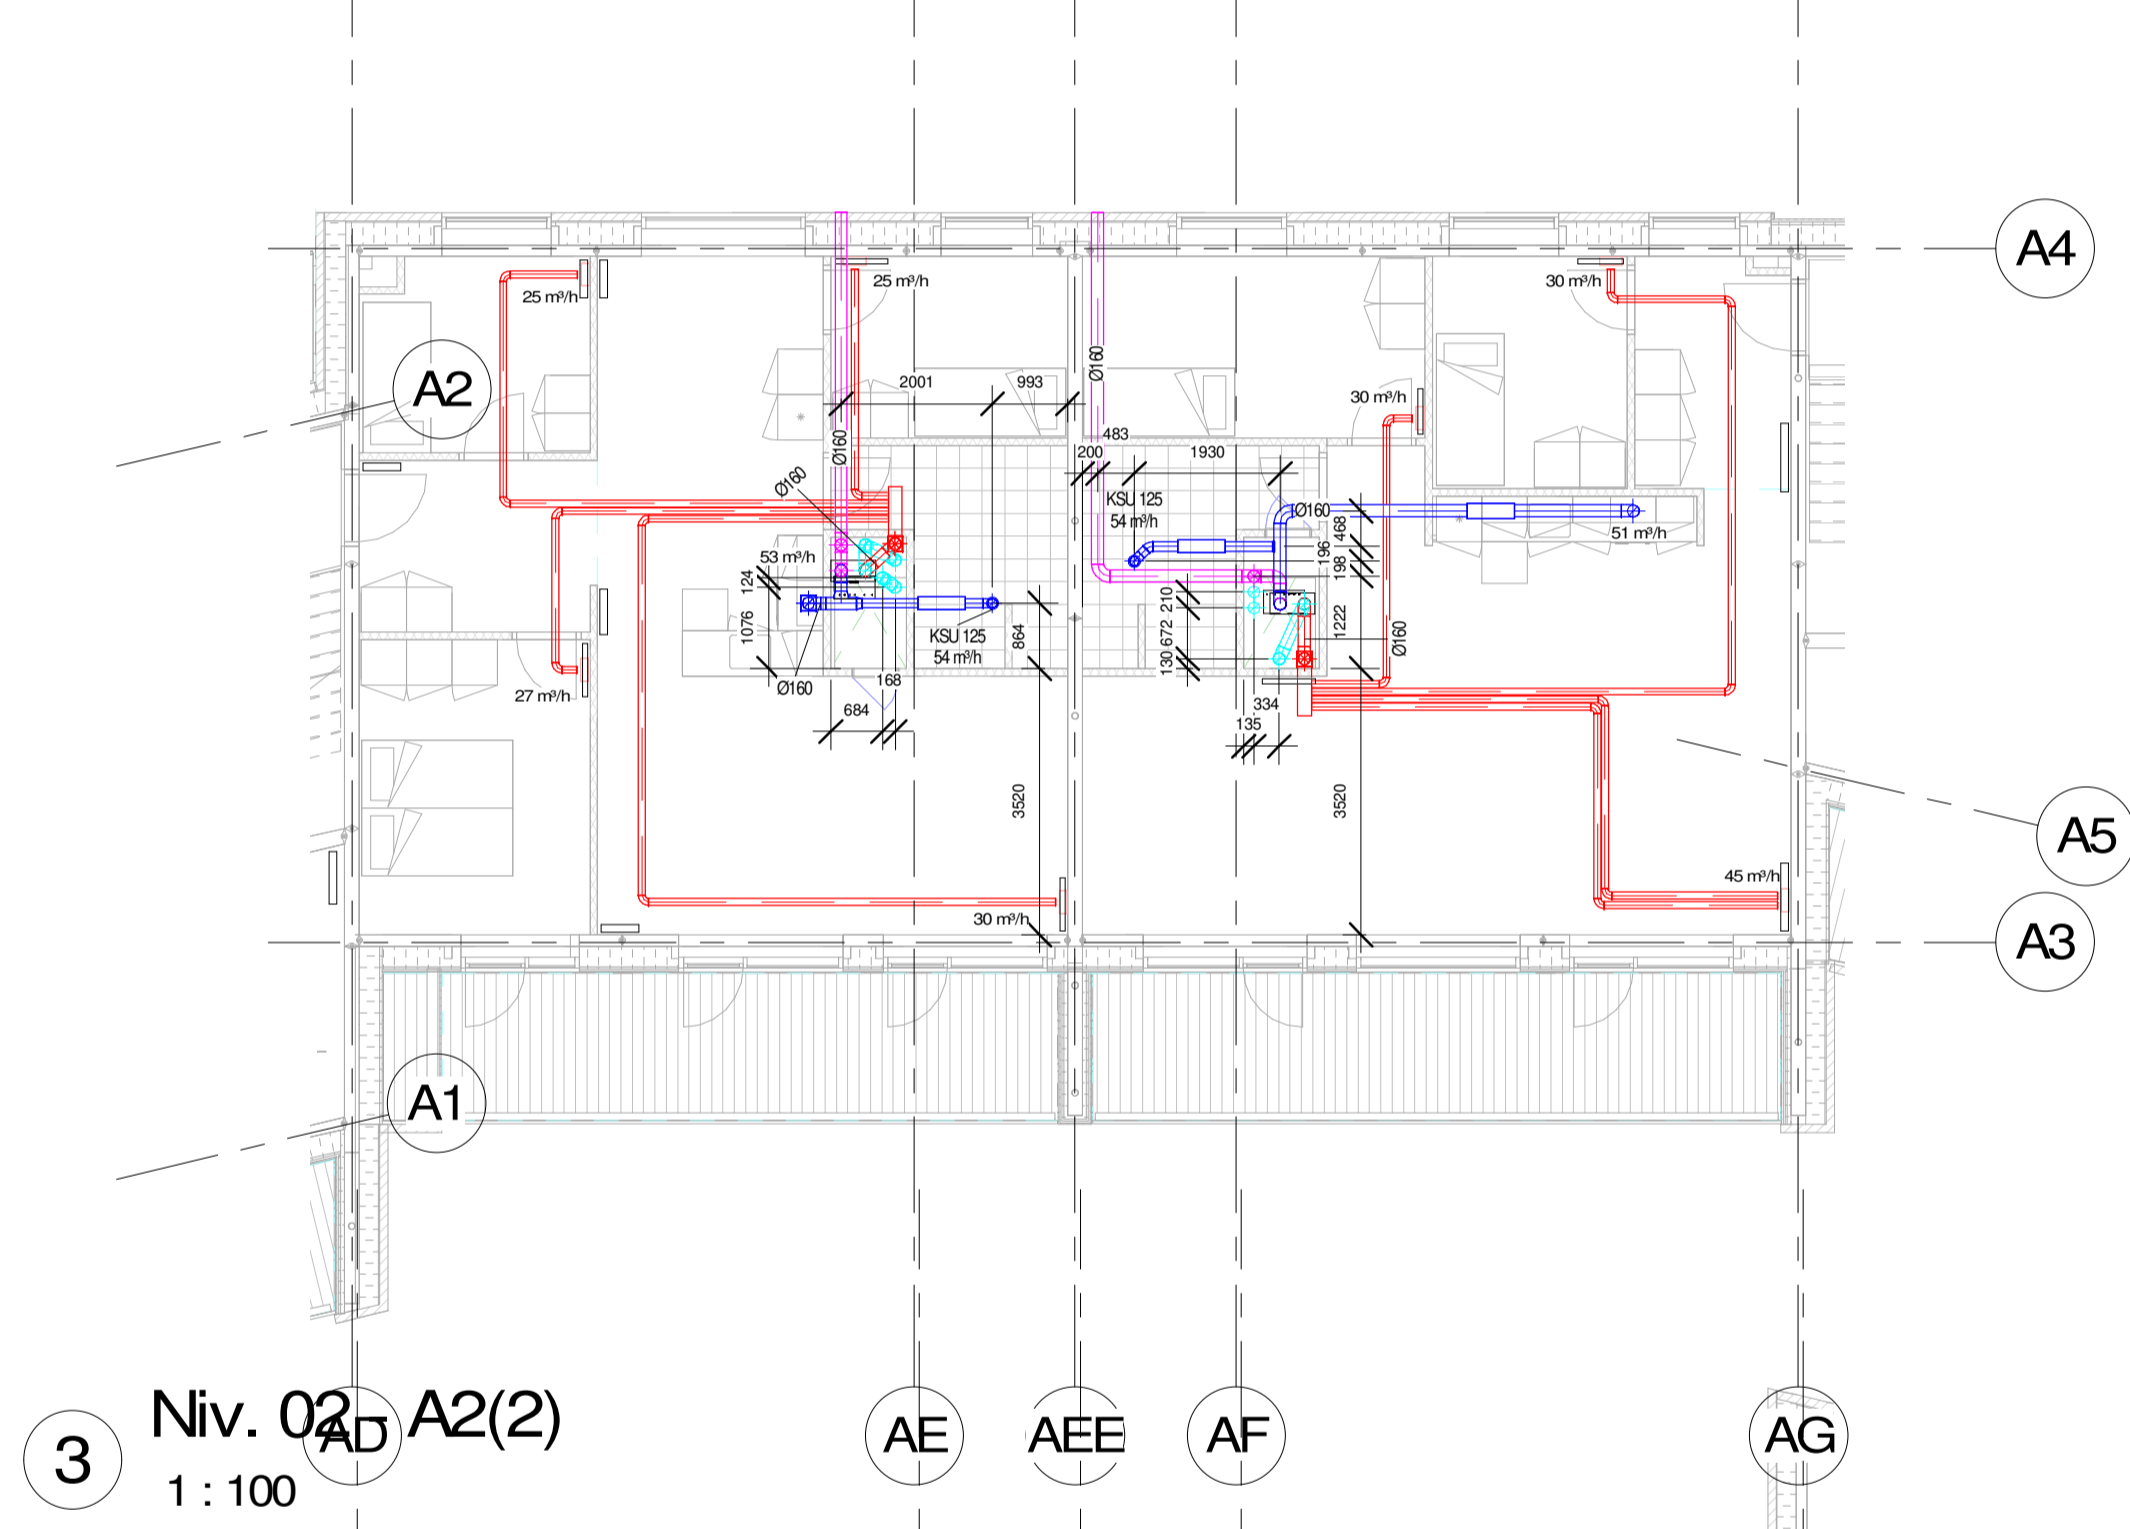 A4
25 m³/h
25 m³/h
30 m³/h
A2
2001
993
Ø160
30 m³/h
Ø160
483
200
1930
Ø160
KSU 125
54 m³/h
Ø160
468
196
198
51 m³/h
53 m³/h
124
1076
210
672
130
1222
Ø160
KSU 125
54 m³/h
864
Ø160
168
684
27 m³/h
334
135
3520
3520
A5
45 m³/h
30 m³/h
A3
A1
Niv. 02 - A2(2)
3
1 : 100
AD
AE
AEE
AF
AG